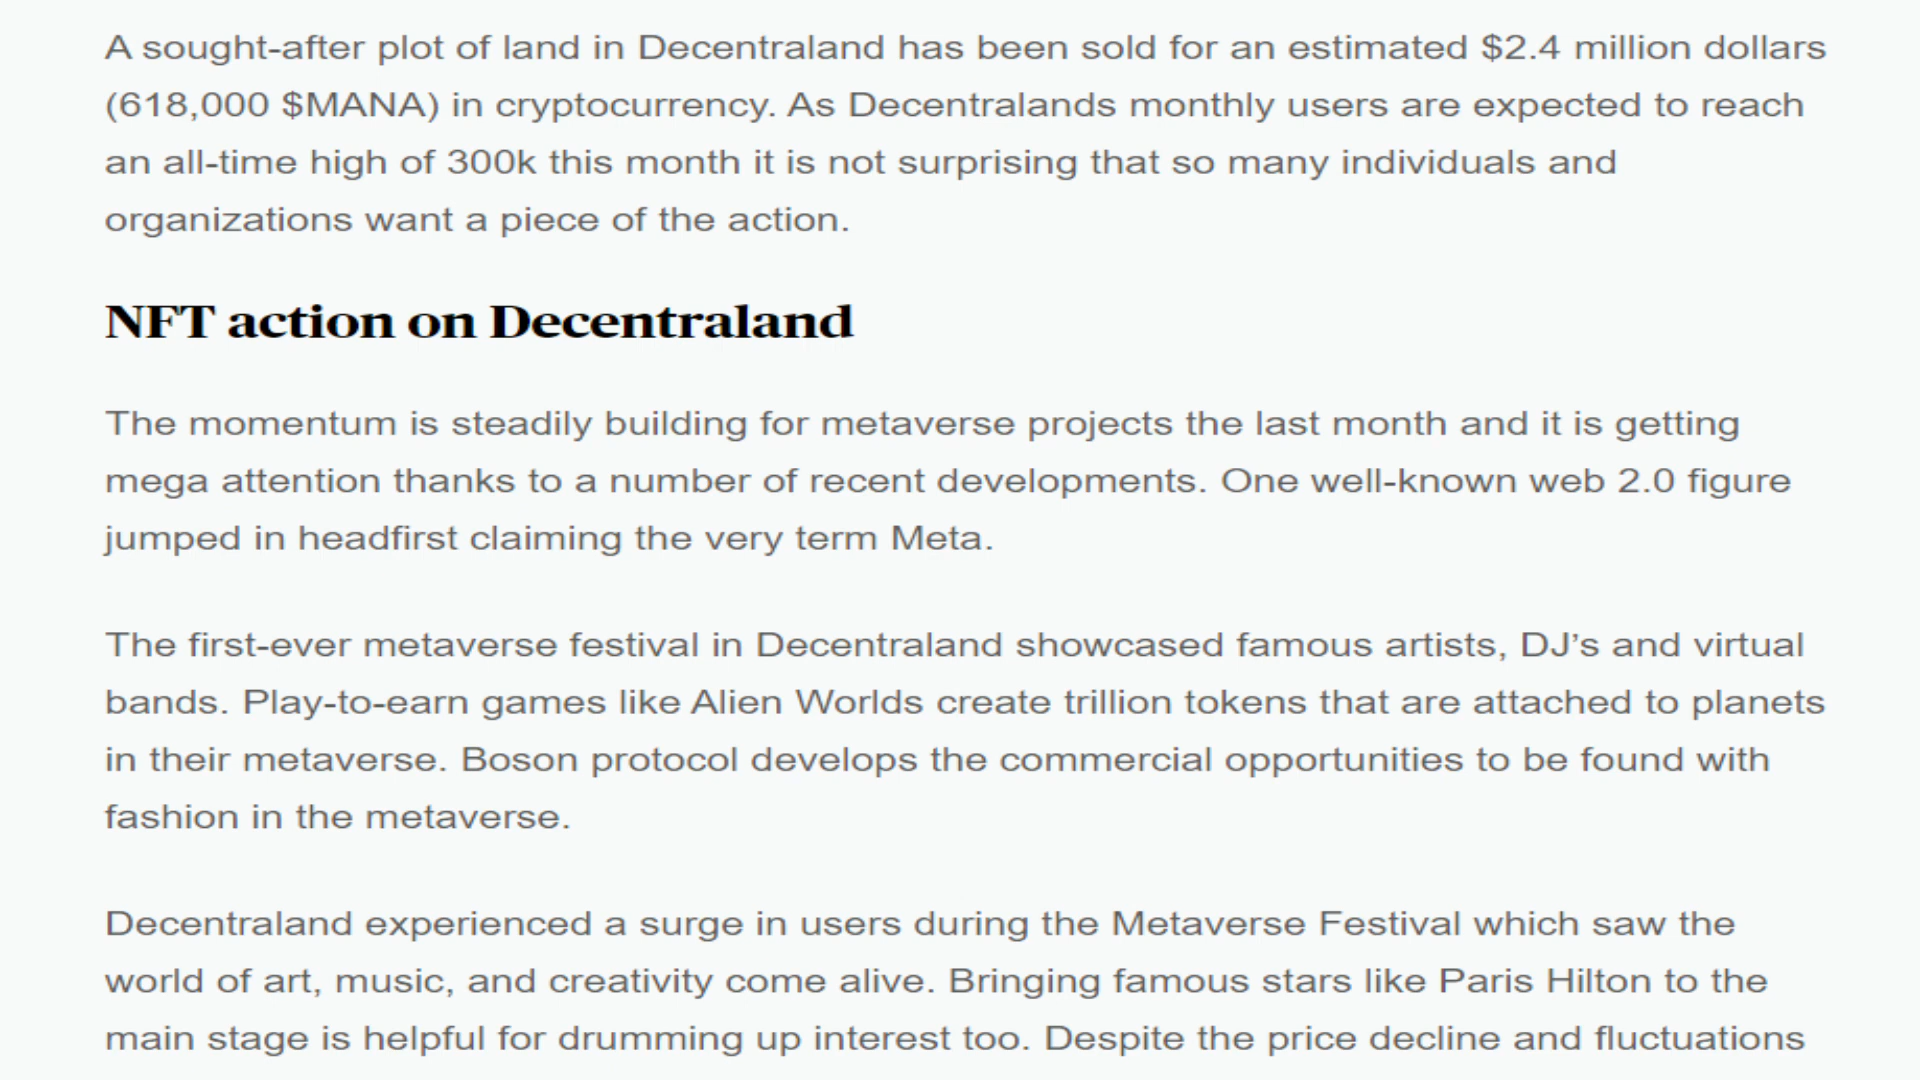 A sought-after plot of land in Decentraland has been sold for an estimated $2.4 million dollars
(618,000 $MANA) in cryptocurrency. As Decentralands monthly users are expected to reach
an all-time high of 300k this month it is not surprising that so many individuals and
organizations want a piece of the action.
NFT action on Decentraland
The momentum is steadily building for metaverse projects the last month and it is getting
mega attention thanks to a number of recent developments. One well-known web 2.0 figure
jumped in headfirst claiming the very term Meta.
The first-ever metaverse festival in Decentraland showcased famous artists, DJ’s and virtual
bands. Play-to-earn games like Alien Worlds create trillion tokens that are attached to planets
in their metaverse. Boson protocol develops the commercial opportunities to be found with
fashion in the metaverse.
Decentraland experienced a surge in users during the Metaverse Festival which saw the
world of art, music, and creativity come alive. Bringing famous stars like Paris Hilton to the
main stage is helpful for drumming up interest too. Despite the price decline and fluctuations